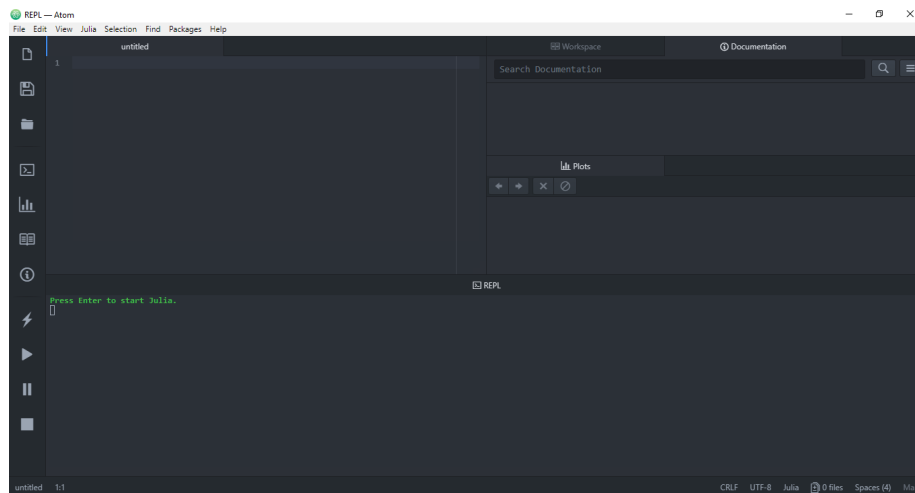 REPL — Atom
File Edit View Julia Selection Find Packages Help
untitled
Workspace
Documentation
1
Search Documentation
Plots
REPL
Press Enter to start Julia.
untitled 1:1 CRLF UTF-8 Julia 0 files Spaces (4)